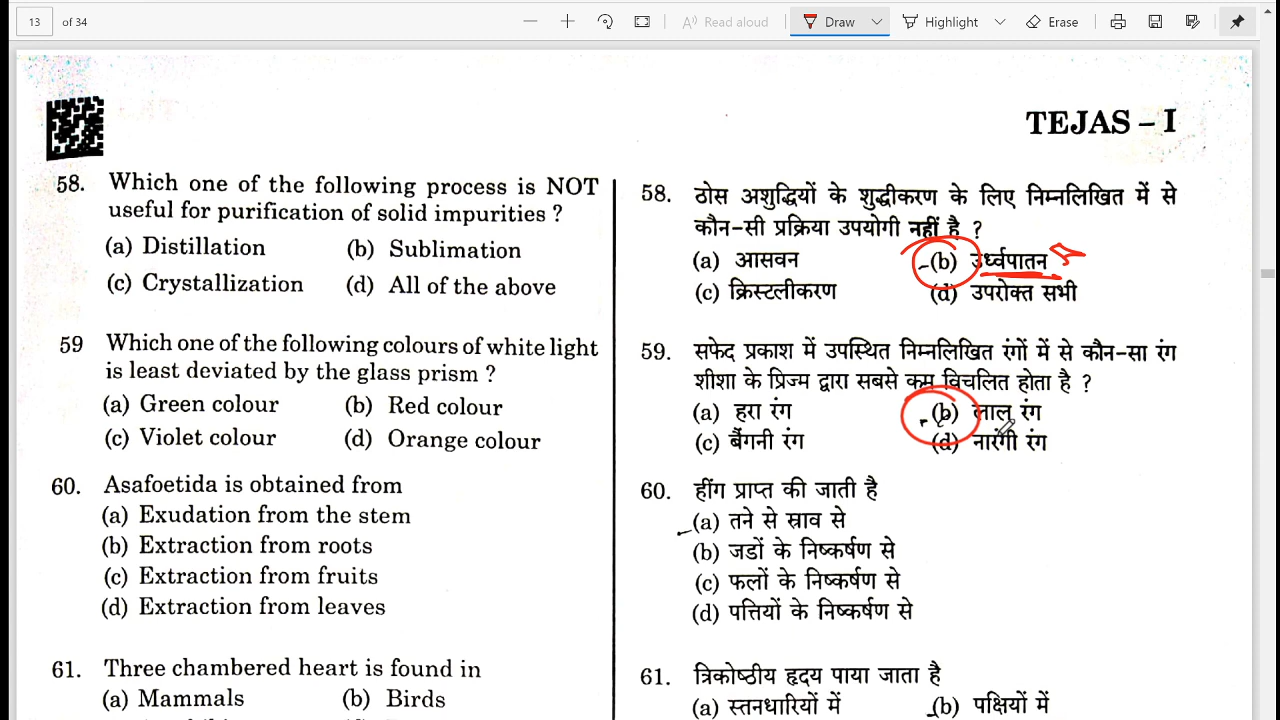 13 of 34
Read aloud
Draw
Highlight
Erase
TEJAS – I
58. Which one of the following process is NOT
useful for purification of solid impurities ?
(a) Distillation (b) Sublimation
(c) Crystallization (d) All of the above
59 Which one of the following colours of white light
is least deviated by the glass prism ?
(a) Green colour (b) Red colour
(c) Violet colour (d) Orange colour
60. Asafoetida is obtained from
(a) Exudation from the stem
(b) Extraction from roots
(c) Extraction from fruits
(d) Extraction from leaves
61. Three chambered heart is found in
(a) Mammals (b) Birds
58. ठोस अशुद्धियों के शुद्धीकरण के लिए निम्नलिखित में से
कौन-सी प्रक्रिया उपयोगी नहीं है ?
(a) आसवन (b) उर्ध्वपातन
(c) क्रिस्टलीकरण (d) उपरोक्त सभी
59. सफेद प्रकाश में उपस्थित निम्नलिखित रंगों में से कौन-सा रंग
शीशा के प्रिज्म द्वारा सबसे कम विचलित होता है ?
(a) हरा रंग (b) लाल रंग
(c) बैंगनी रंग (d) नारंगी रंग
60. हींग प्राप्त की जाती है
(a) तने से स्राव से
(b) जडों के निष्कर्षण से
(c) फलों के निष्कर्षण से
(d) पत्तियों के निष्कर्षण से
61. त्रिकोष्ठीय हृदय पाया जाता है
(a) स्तनधारियों में (b) पक्षियों में